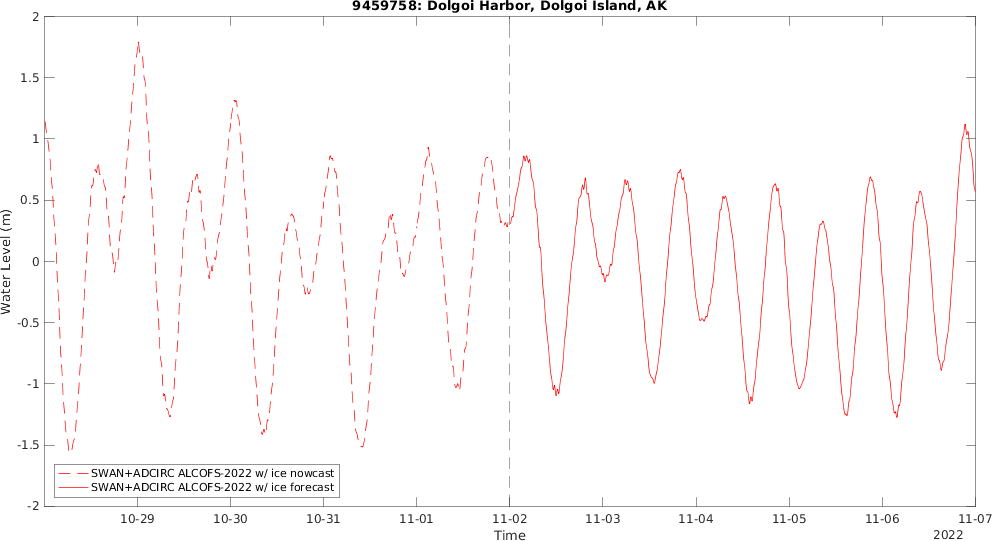 9459758: Dolgoi Harbor, Dolgoi Island, AK
2
1.5
1
0.5
0
-0.5
-1
-1.5
-2
Water Level (m)
SWAN+ADCIRC ALCOFS-2022 w/ ice nowcast
SWAN+ADCIRC ALCOFS-2022 w/ ice forecast
10-29 10-30 10-31 11-01 11-02 11-03 11-04 11-05 11-06 11-07
Time
2022